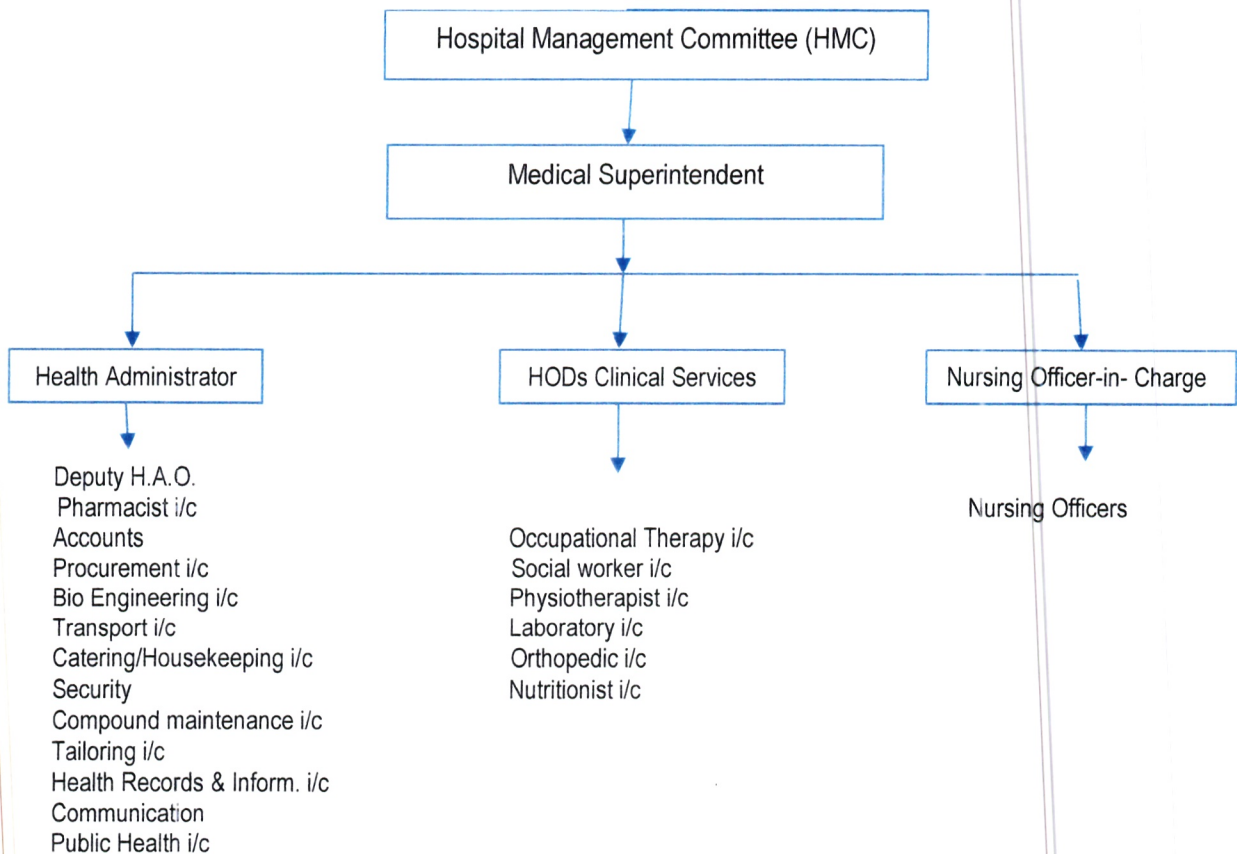 Hospital Management Committee (HMC)
Medical Superintendent
Health Administrator
HODs Clinical Services
Nursing Officer-in- Charge
Deputy H.A.O.
Pharmacist i/c
Accounts
Procurement i/c
Bio Engineering i/c
Transport i/c
Catering/Housekeeping i/c
Security
Compound maintenance i/c
Tailoring i/c
Health Records & Inform. i/c
Communication
Public Health i/c
Occupational Therapy i/c
Social worker i/c
Physiotherapist i/c
Laboratory i/c
Orthopedic i/c
Nutritionist i/c
Nursing Officers